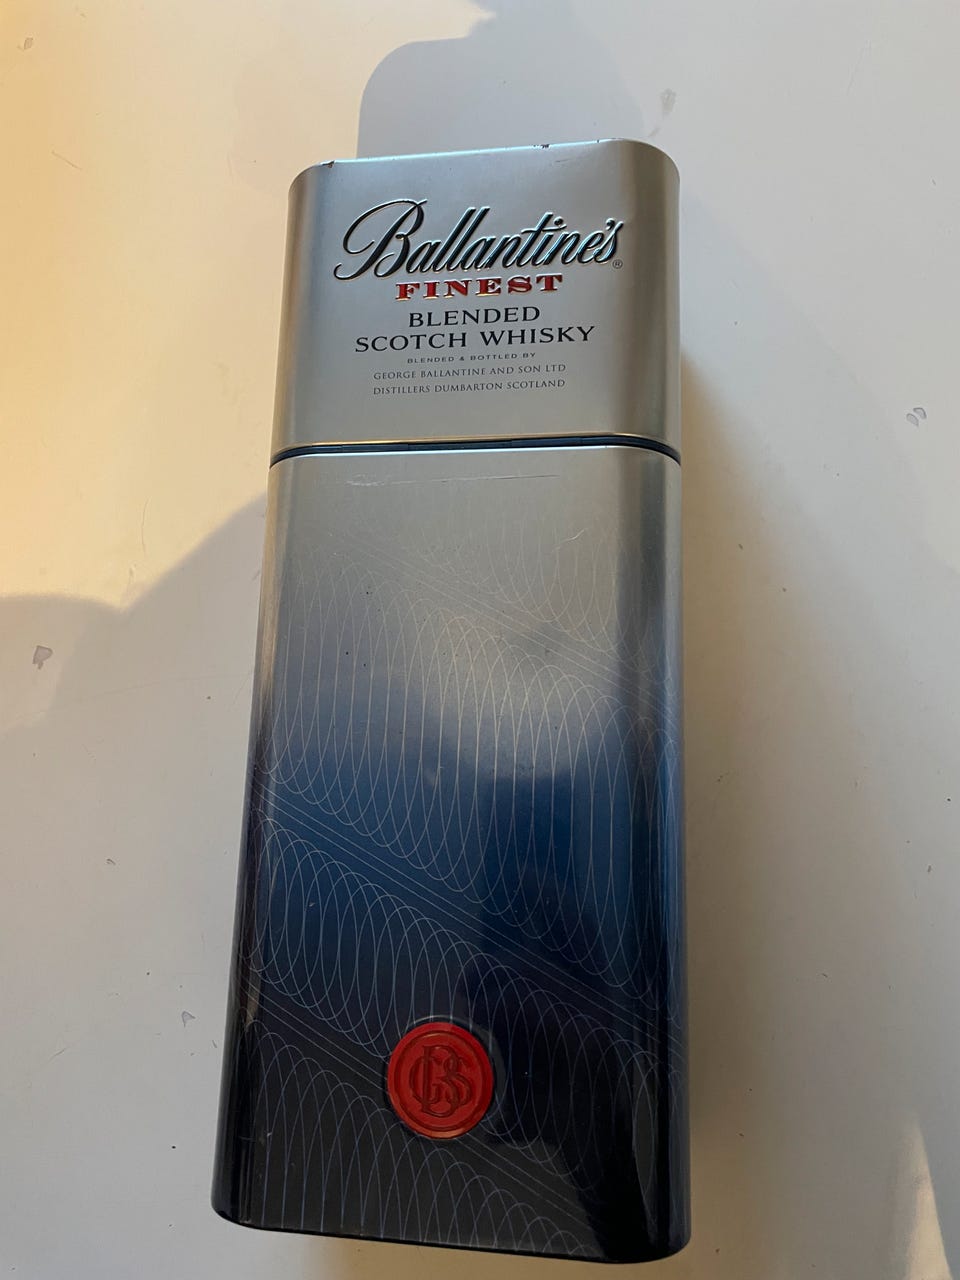 Ballantine's®
FINEST
BLENDED
SCOTCH WHISKY
BLENDED & BOTTLED BY
GEORGE BALLANTINE AND SON LTD
DISTILLERS DUMBARTON SCOTLAND
GBS